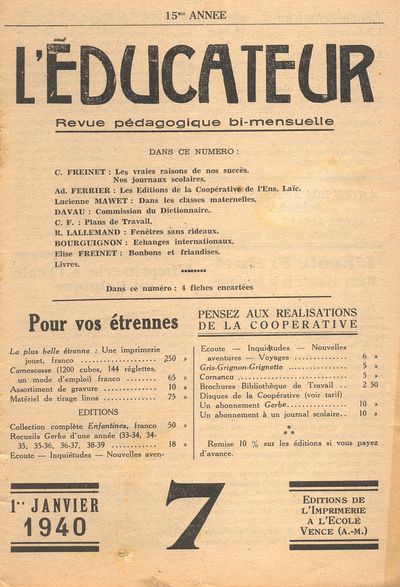 15me ANNEE
L'ÉDUCATEUR
Revue pédagogique bi-mensuelle
DANS CE NUMERO :
C. FREINET : Les vraies raisons de nos succès.
Nos journaux scolaires.
Ad. FERRIER : Les Editions de la Coopérative de l'Ens. Laïc.
Lucienne MAWET : Dans les classes maternelles.
DAVAU : Commission du Dictionnaire.
C. F. : Plans de Travail.
R. LALLEMAND : Fenêtres sans rideaux.
BOURGUIGNON : Echanges internationaux.
Elise FREINET : Bonbons et friandises.
Livres.
Dans ce numéro : 4 fiches encartées
Pour vos étrennes
La plus belle étrenne : Une imprimerie
jouet, franco .................. 250 »
Camescasse (1200 cubes, 144 réglettes,
un mode d'emploi) franco ...... 65 »
Assortiment de gravure ............ 10 »
Matériel de tirage linos .......... 75 »
EDITIONS
Collection complète Enfantines, franco 50 »
Recueils Gerbe d'une année (33-34, 34-
35, 35-36, 36-37, 38-39 .......... 18 »
Ecoute — Inquiétudes — Nouvelles aven-
PENSEZ AUX REALISATIONS
DE LA COOPERATIVE
Ecoute — Inquiétudes — Nouvelles
aventures — Voyages ............ 6 »
Gris-Grignon-Grignette ............ 5 »
Cornancu ........................ 5 »
Brochures Bibliothèque de Travail .. 2 50
Disques de la Coopérative (voir tarif)
Un abonnement Gerbe.............. 10 »
Un abonnement à un journal scolaire.. 10 »
Remise 10 % sur les éditions si vous payez
d'avance.
1er JANVIER
1940
7
EDITIONS DE
L'IMPRIMERIE
A L'ECOLE
VENCE (A.-M.)